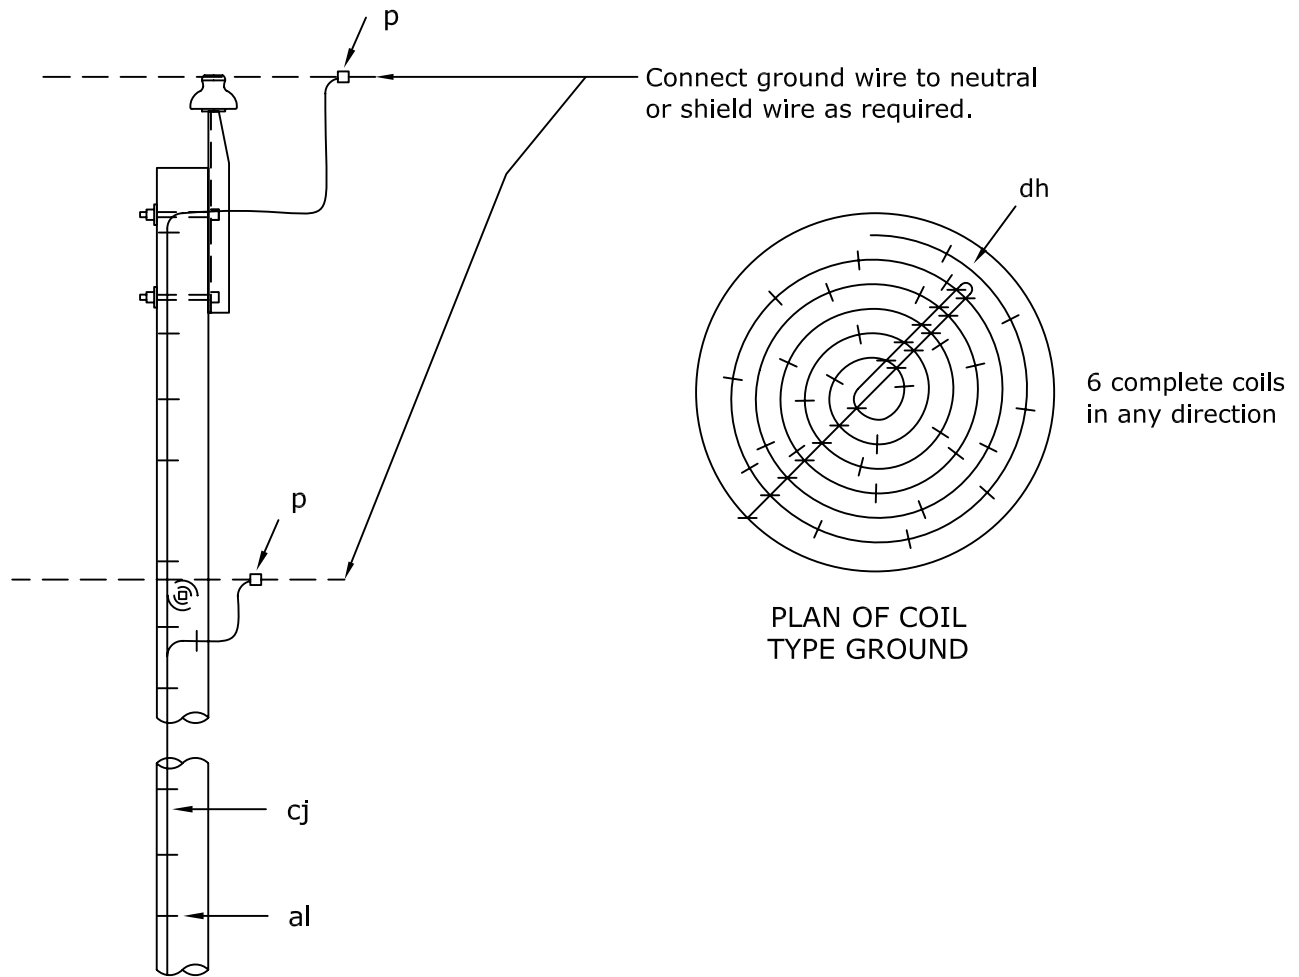 p
Connect ground wire to neutral
or shield wire as required.
dh
6 complete coils
in any direction
p
PLAN OF COIL
TYPE GROUND
cj
al